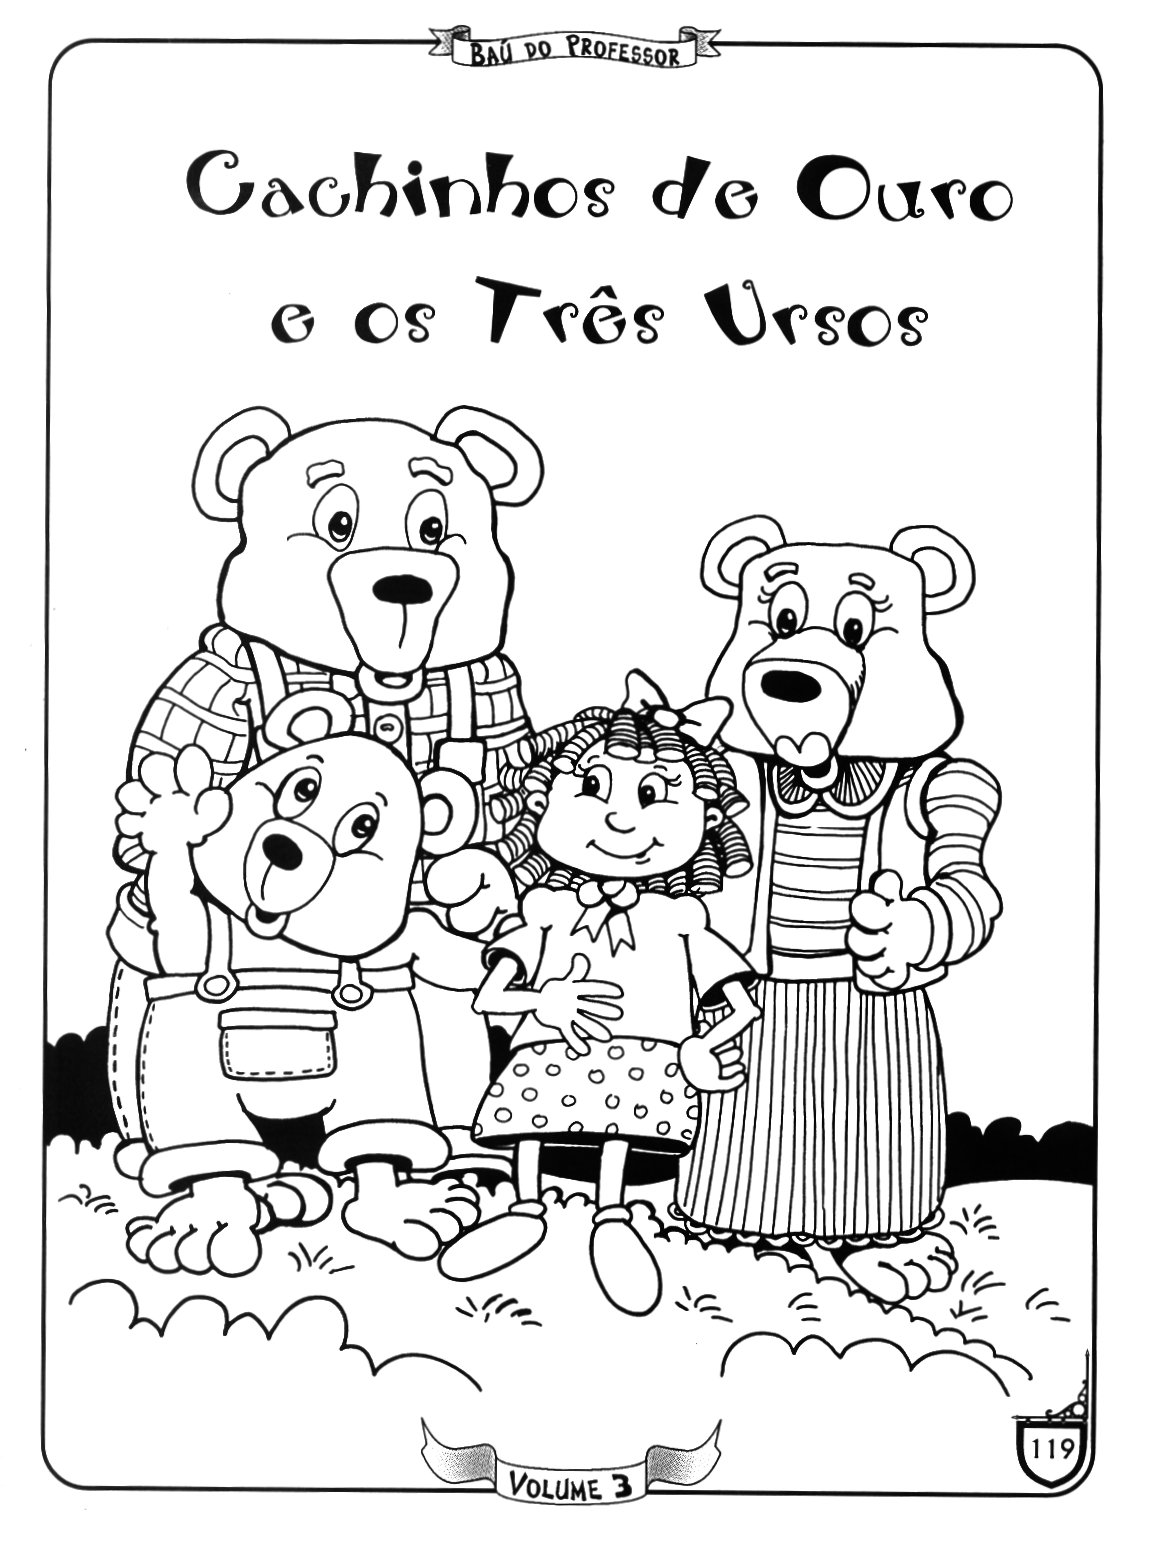 BAÚ DO PROFESSOR
Cachinhos de Ouro
e os Três Ursos
119
VOLUME 3